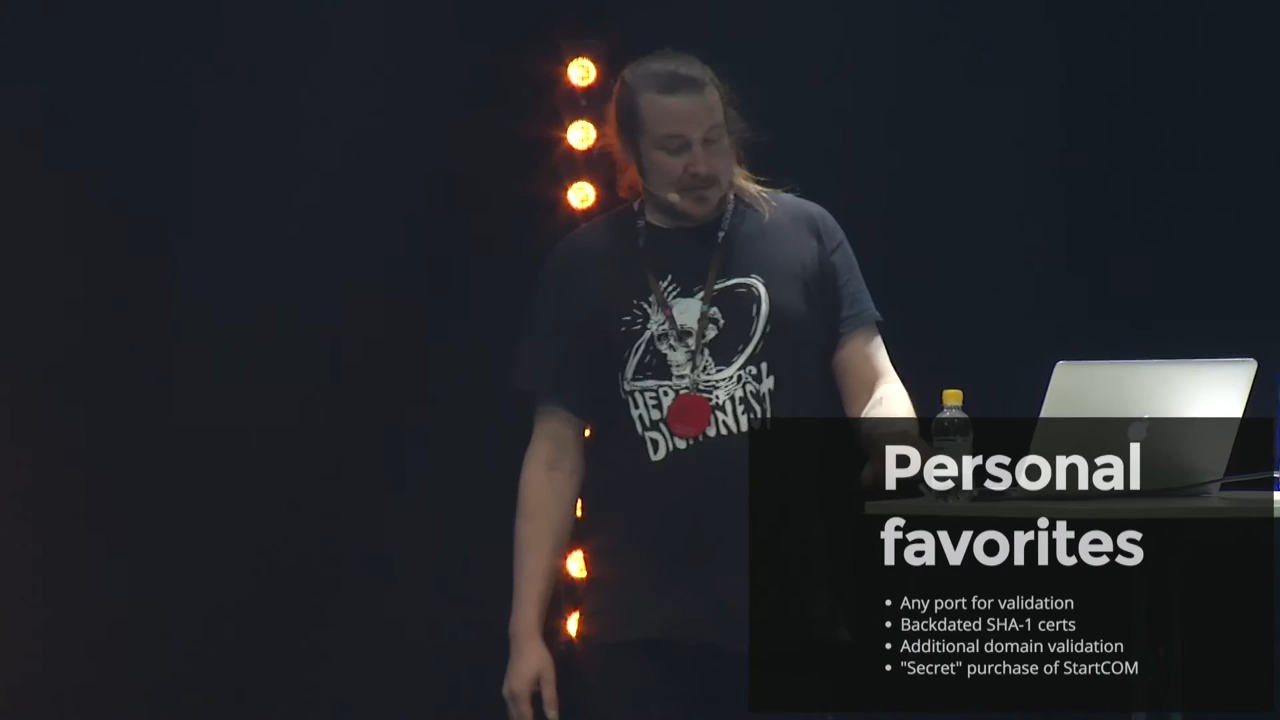 Personal
favorites
• Any port for validation
• Backdated SHA-1 certs
• Additional domain validation
• "Secret" purchase of StartCOM